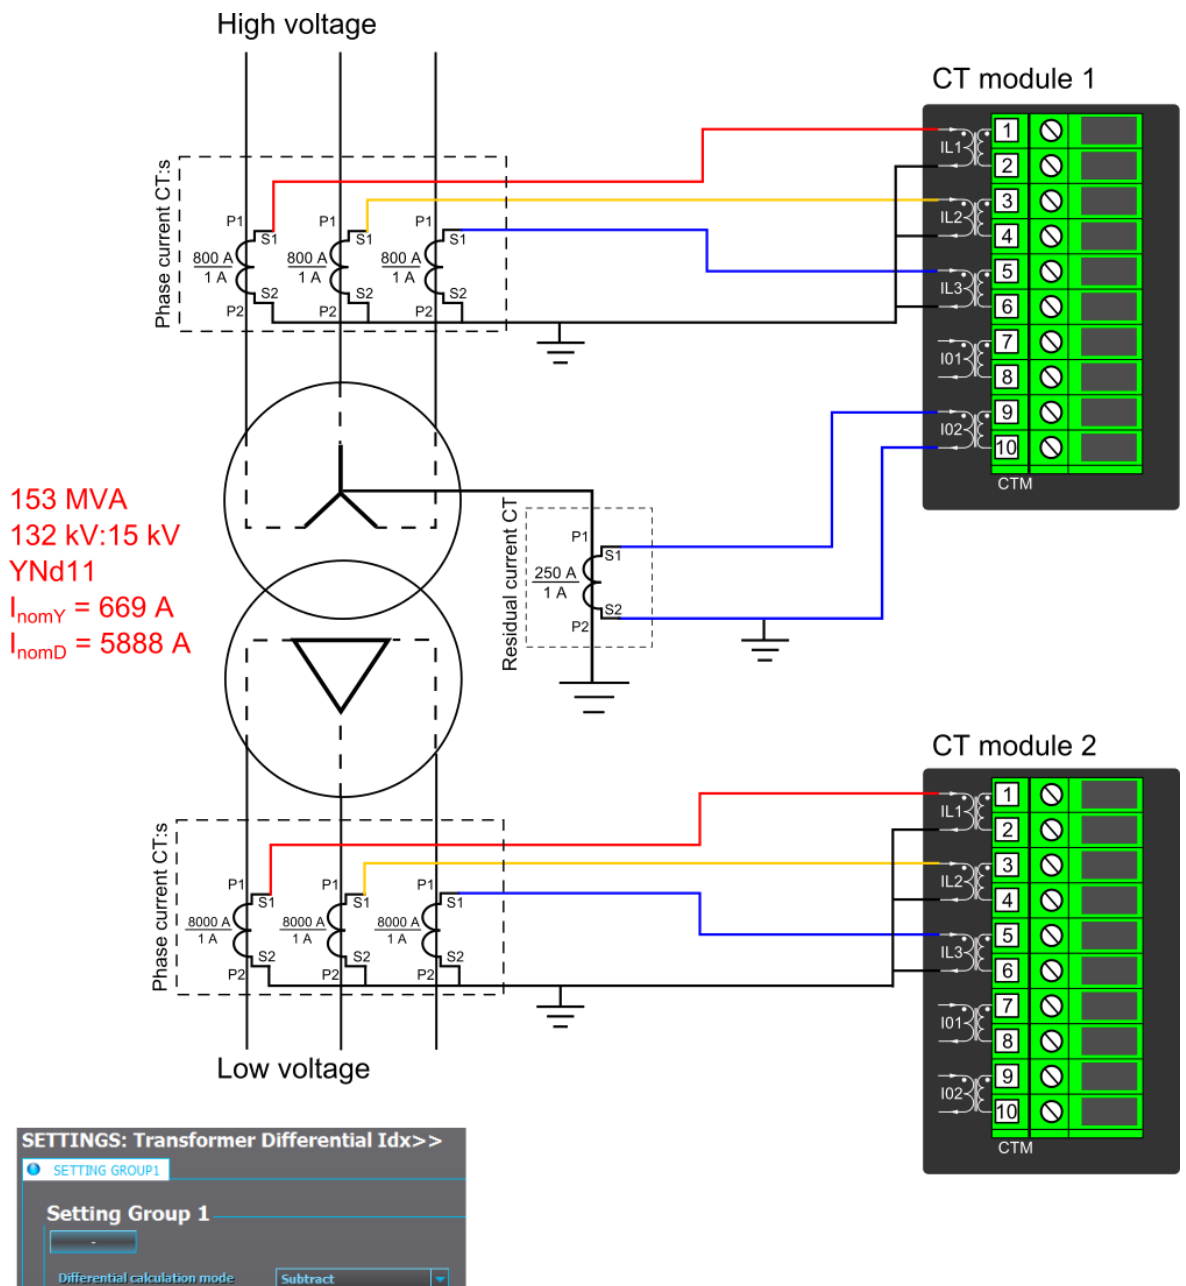 High voltage
CT module 1
Phase current CT:s
P1
S1
800 A
1 A
S2
P2
P1
S1
800 A
1 A
S2
P2
P1
S1
800 A
1 A
S2
P2
IL1
IL2
IL3
I01
I02
1
2
3
4
5
6
7
8
9
10
CTM
153 MVA
132 kV:15 kV
YNd11
InomY = 669 A
InomD = 5888 A
Residual current CT
P1
S1
250 A
1 A
S2
P2
CT module 2
Phase current CT:s
P1
S1
8000 A
1 A
S2
P2
P1
S1
8000 A
1 A
S2
P2
P1
S1
8000 A
1 A
S2
P2
IL1
IL2
IL3
I01
I02
1
2
3
4
5
6
7
8
9
10
CTM
Low voltage
SETTINGS: Transformer Differential Idx>>
SETTING GROUP1
Setting Group 1
-
Differential calculation mode Subtract